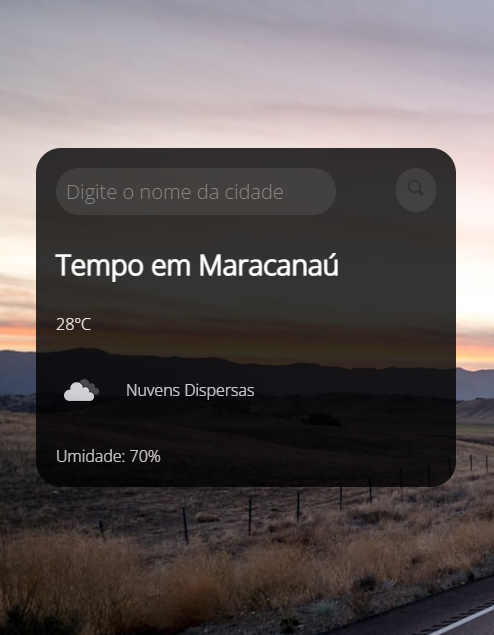 Digite o nome da cidade
Tempo em Maracanaú
28°C
Nuvens Dispersas
Umidade: 70%